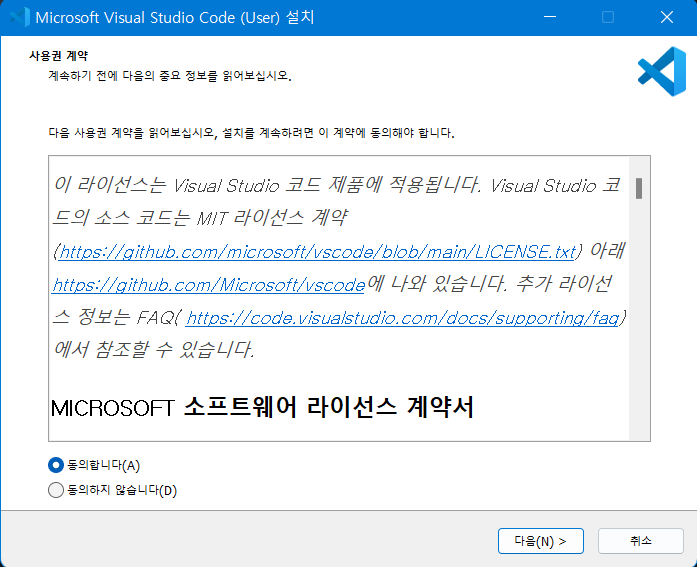 Microsoft Visual Studio Code (User) 설치
사용권 계약
계속하기 전에 다음의 중요 정보를 읽어보십시오.
다음 사용권 계약을 읽어보십시오, 설치를 계속하려면 이 계약에 동의해야 합니다.
이 라이선스는 Visual Studio 코드 제품에 적용됩니다. Visual Studio 코
드의 소스 코드는 MIT 라이선스 계약
(https://github.com/microsoft/vscode/blob/main/LICENSE.txt) 아래
https://github.com/Microsoft/vscode에 나와 있습니다. 추가 라이선
스 정보는 FAQ( https://code.visualstudio.com/docs/supporting/faq)
에서 참조할 수 있습니다.
MICROSOFT 소프트웨어 라이선스 계약서
동의합니다(A)
동의하지 않습니다(D)
다음(N) >
취소